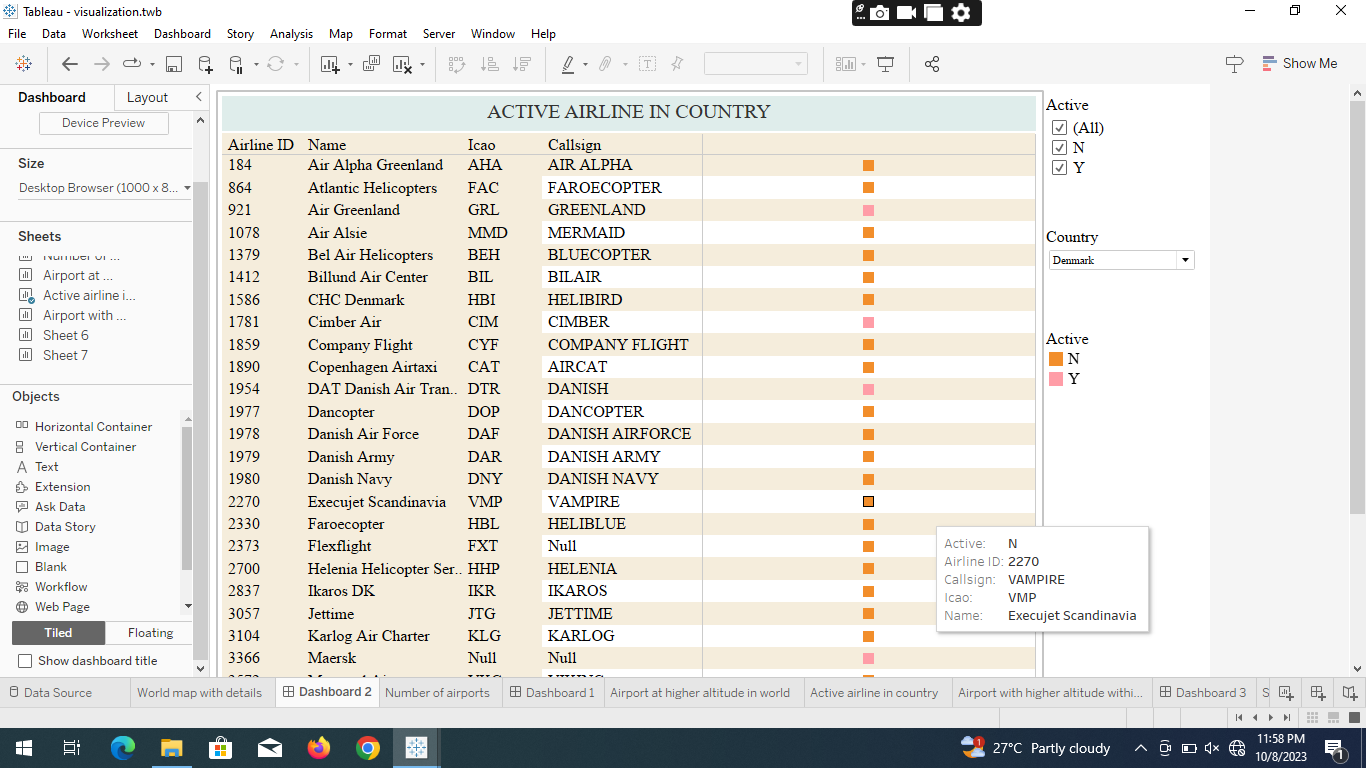 Tableau - visualization.twb
File Data Worksheet Dashboard Story Analysis Map Format Server Window Help
Show Me
Dashboard Layout
Device Preview
Size
Desktop Browser (1000 x 8...
Sheets
Number of ...
Airport at ...
Active airline i...
Airport with ...
Sheet 6
Sheet 7
Objects
Horizontal Container
Vertical Container
Text
Extension
Ask Data
Data Story
Image
Blank
Workflow
Web Page
Tiled Floating
Show dashboard title
ACTIVE AIRLINE IN COUNTRY
Airline ID Name Icao Callsign
184 Air Alpha Greenland AHA AIR ALPHA
864 Atlantic Helicopters FAC FAROECOPTER
921 Air Greenland GRL GREENLAND
1078 Air Alsie MMD MERMAID
1379 Bel Air Helicopters BEH BLUECOPTER
1412 Billund Air Center BIL BILAIR
1586 CHC Denmark HBI HELIBIRD
1781 Cimber Air CIM CIMBER
1859 Company Flight CYF COMPANY FLIGHT
1890 Copenhagen Airtaxi CAT AIRCAT
1954 DAT Danish Air Tran.. DTR DANISH
1977 Dancopter DOP DANCOPTER
1978 Danish Air Force DAF DANISH AIRFORCE
1979 Danish Army DAR DANISH ARMY
1980 Danish Navy DNY DANISH NAVY
2270 Execujet Scandinavia VMP VAMPIRE
2330 Faroecopter HBL HELIBLUE
2373 Flexflight FXT Null
2700 Helenia Helicopter Ser.. HHP HELENIA
2837 Ikaros DK IKR IKAROS
3057 Jettime JTG JETTIME
3104 Karlog Air Charter KLG KARLOG
3366 Maersk Null Null
Active: N
Airline ID: 2270
Callsign: VAMPIRE
Icao: VMP
Name: Execujet Scandinavia
Active
(All)
N
Y
Country
Denmark
Active
N
Y
Data Source World map with details Dashboard 2 Number of airports Dashboard 1 Airport at higher altitude in world Active airline in country Airport with higher altitude withi... Dashboard 3 S
27°C Partly cloudy
11:58 PM
10/8/2023
1
1